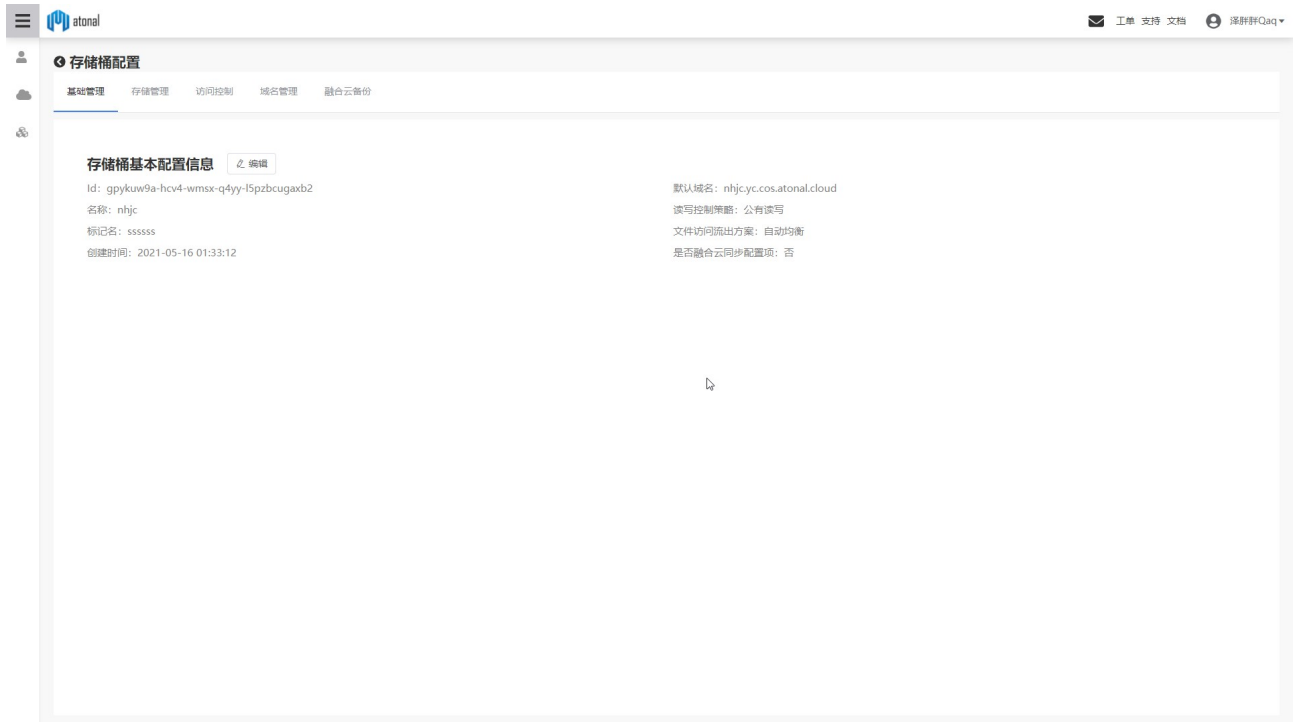 atonal
工单 支持 文档 泽胖胖Qaq
存储桶配置
基础管理 存储管理 访问控制 域名管理 融合云备份
存储桶基本配置信息 编辑
Id: gpykuw9a-hcv4-wmsx-q4yy-l5pzbcugaxb2
名称: nhjc
标记名: ssssss
创建时间: 2021-05-16 01:33:12
默认域名: nhjc.yc.cos.atonal.cloud
读写控制策略: 公有读写
文件访问流出方案: 自动均衡
是否融合云同步配置项: 否